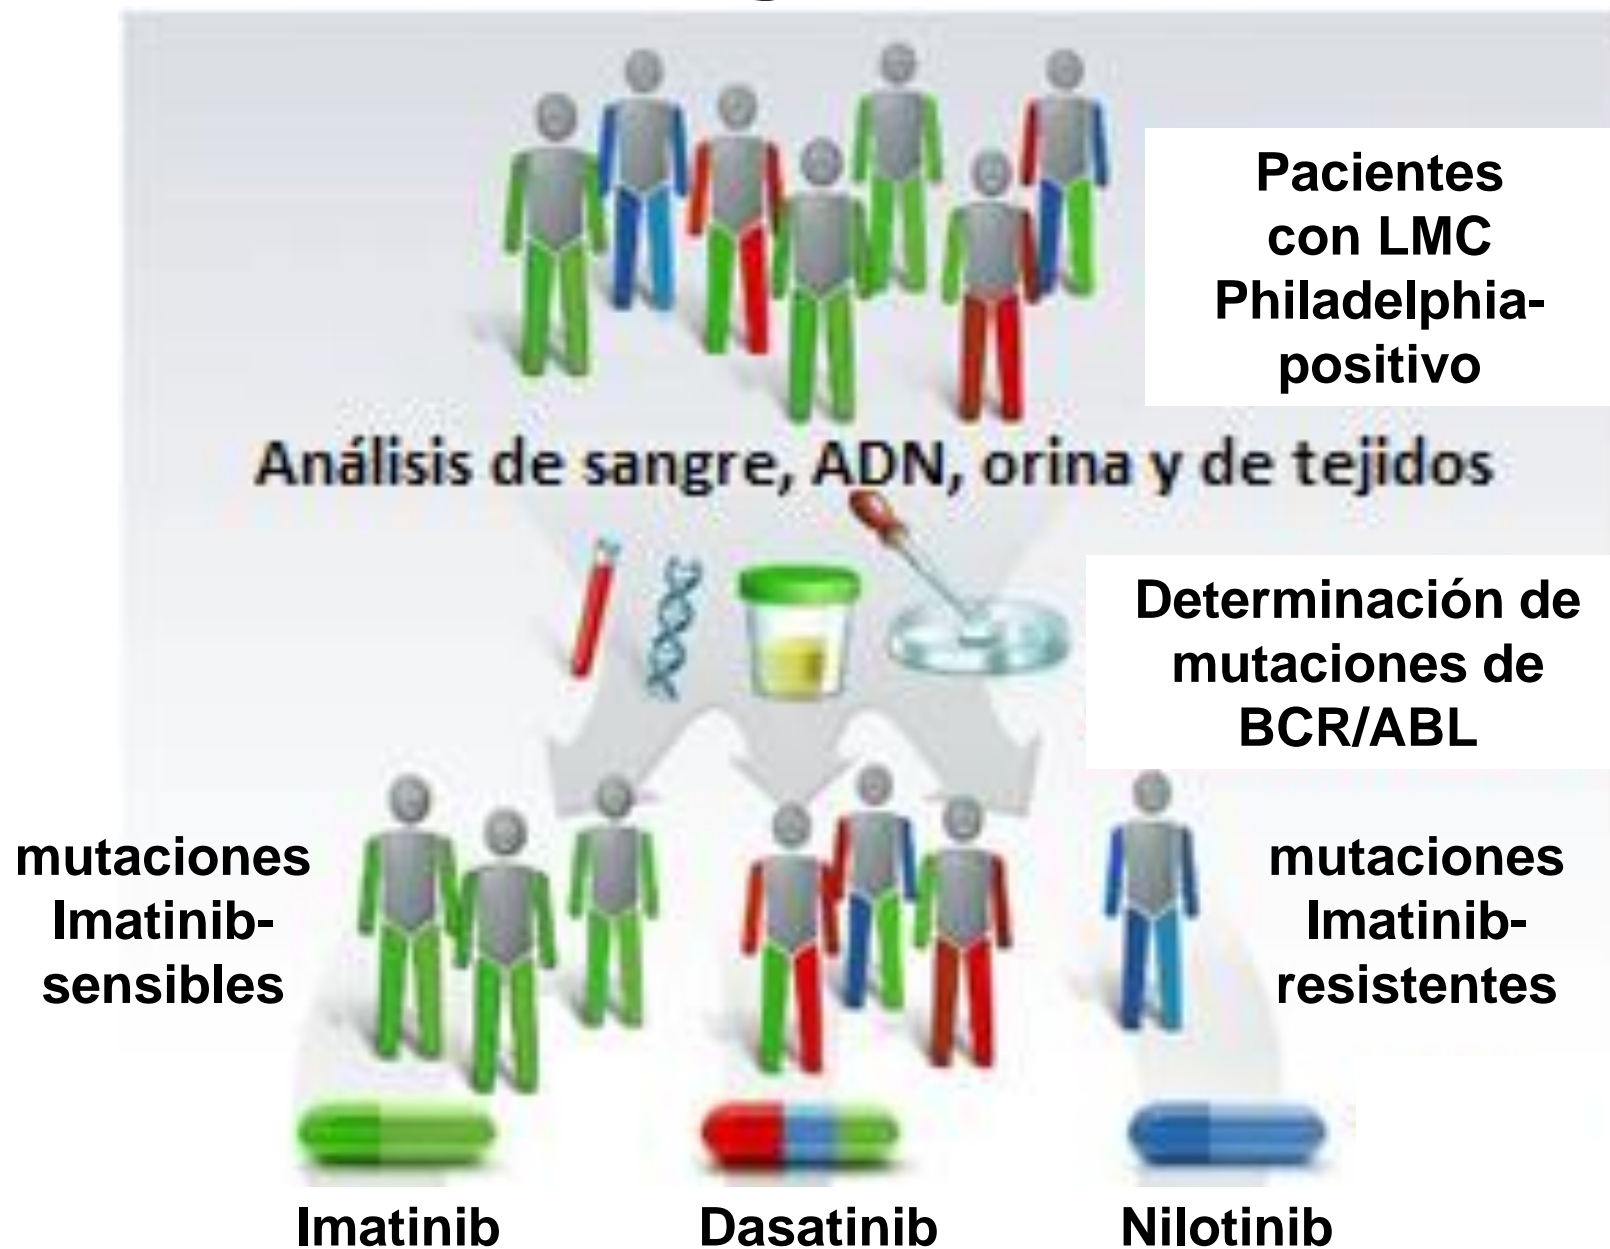 Pacientes
con LMC
Philadelphia-
positivo
Análisis de sangre, ADN, orina y de tejidos
Determinación de
mutaciones de
BCR/ABL
mutaciones
Imatinib-
sensibles
mutaciones
Imatinib-
resistentes
Imatinib
Dasatinib
Nilotinib